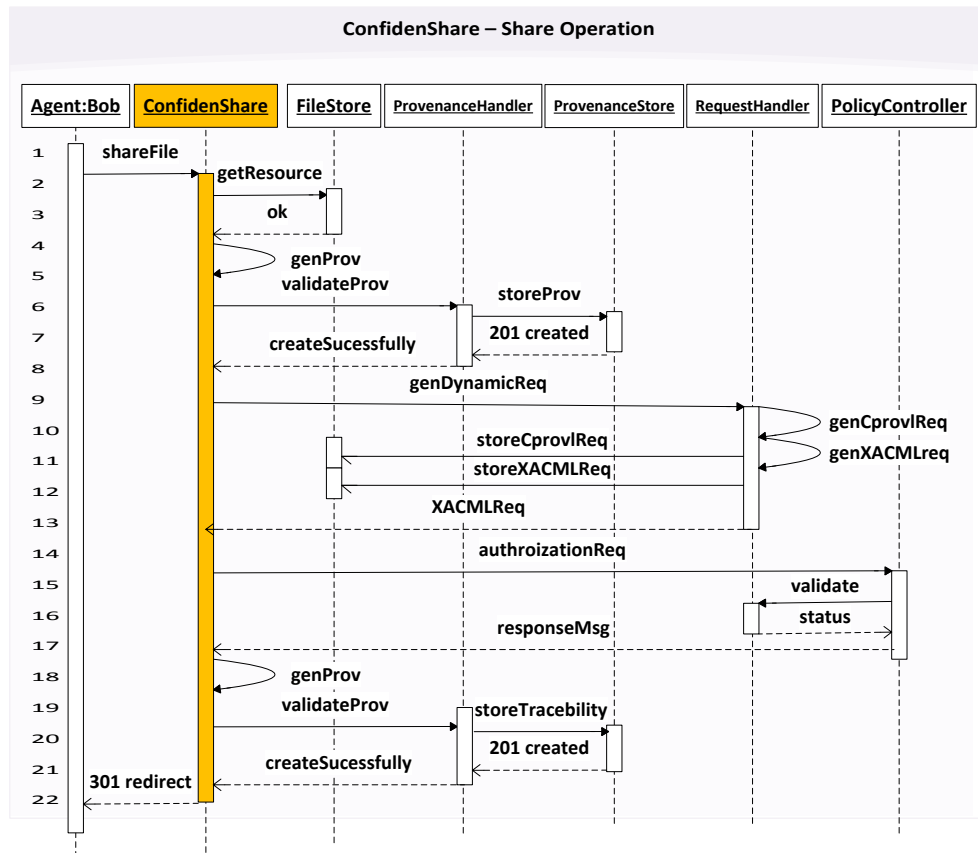 ConfidenShare – Share Operation
Agent:Bob ConfidenShare FileStore ProvenanceHandler ProvenanceStore RequestHandler PolicyController
1 shareFile
2 getResource
3 ok
4 genProv
5 validateProv
6 storeProv
7 createSucessfully 201 created
8 genDynamicReq
9 genCprovlReq
10 storeCprovlReq genXACMLreq
11 storeXACMLReq
12 XACMLReq
13
14 authroizationReq
15 validate
16 responseMsg status
17
18 genProv
19 validateProv storeTracebility
20 201 created
21 createSucessfully
301 redirect
22